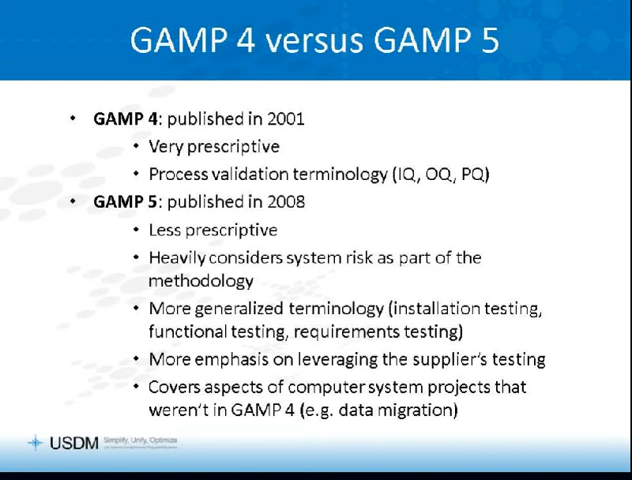 GAMP 4 versus GAMP 5
• GAMP 4: published in 2001
• Very prescriptive
• Process validation terminology (IQ, OQ, PQ)
• GAMP 5: published in 2008
• Less prescriptive
• Heavily considers system risk as part of the
methodology
• More generalized terminology (installation testing,
functional testing, requirements testing)
• More emphasis on leveraging the supplier's testing
• Covers aspects of computer system projects that
weren't in GAMP 4 (e.g. data migration)
USDM Simplify, Unify, Optimize